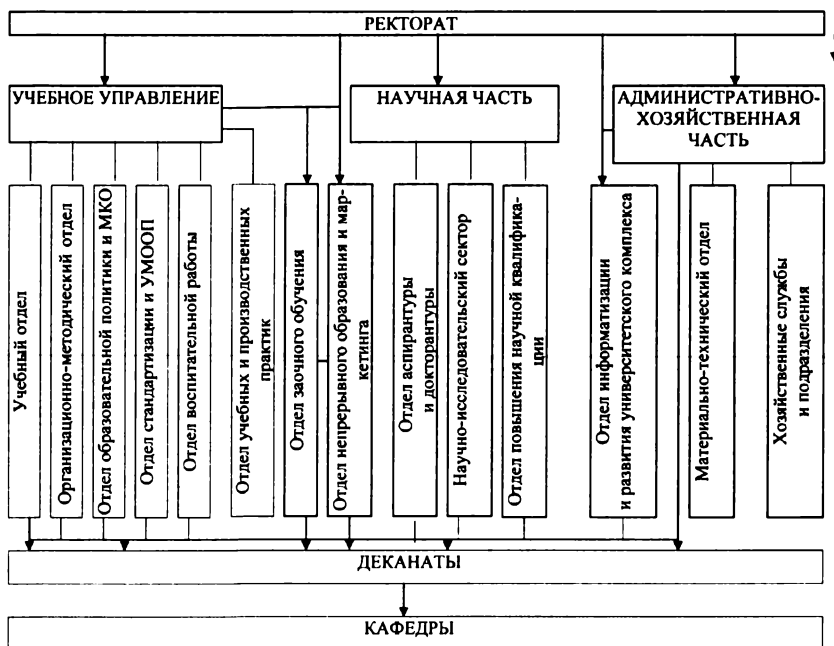 РЕКТОРАТ
УЧЕБНОЕ УПРАВЛЕНИЕ
НАУЧНАЯ ЧАСТЬ
АДМИНИСТРАТИВНО-
ХОЗЯЙСТВЕННАЯ
ЧАСТЬ
Учебный отдел
Организационно-методический отдел
Отдел образовательной политики и МКО
Отдел стандартизации и УМООП
Отдел воспитательной работы
Отдел учебных и производственных
практик
Отдел заочного обучения
Отдел непрерывного образования и мар-
кетинга
Отдел аспирантуры
и докторантуры
Научно-исследовательский сектор
Отдел повышения научной квалифика-
ции
Отдел информатизации
и развития университетского комплекса
Материально-технический отдел
Хозяйственные службы
и подразделения
ДЕКАНАТЫ
КАФЕДРЫ